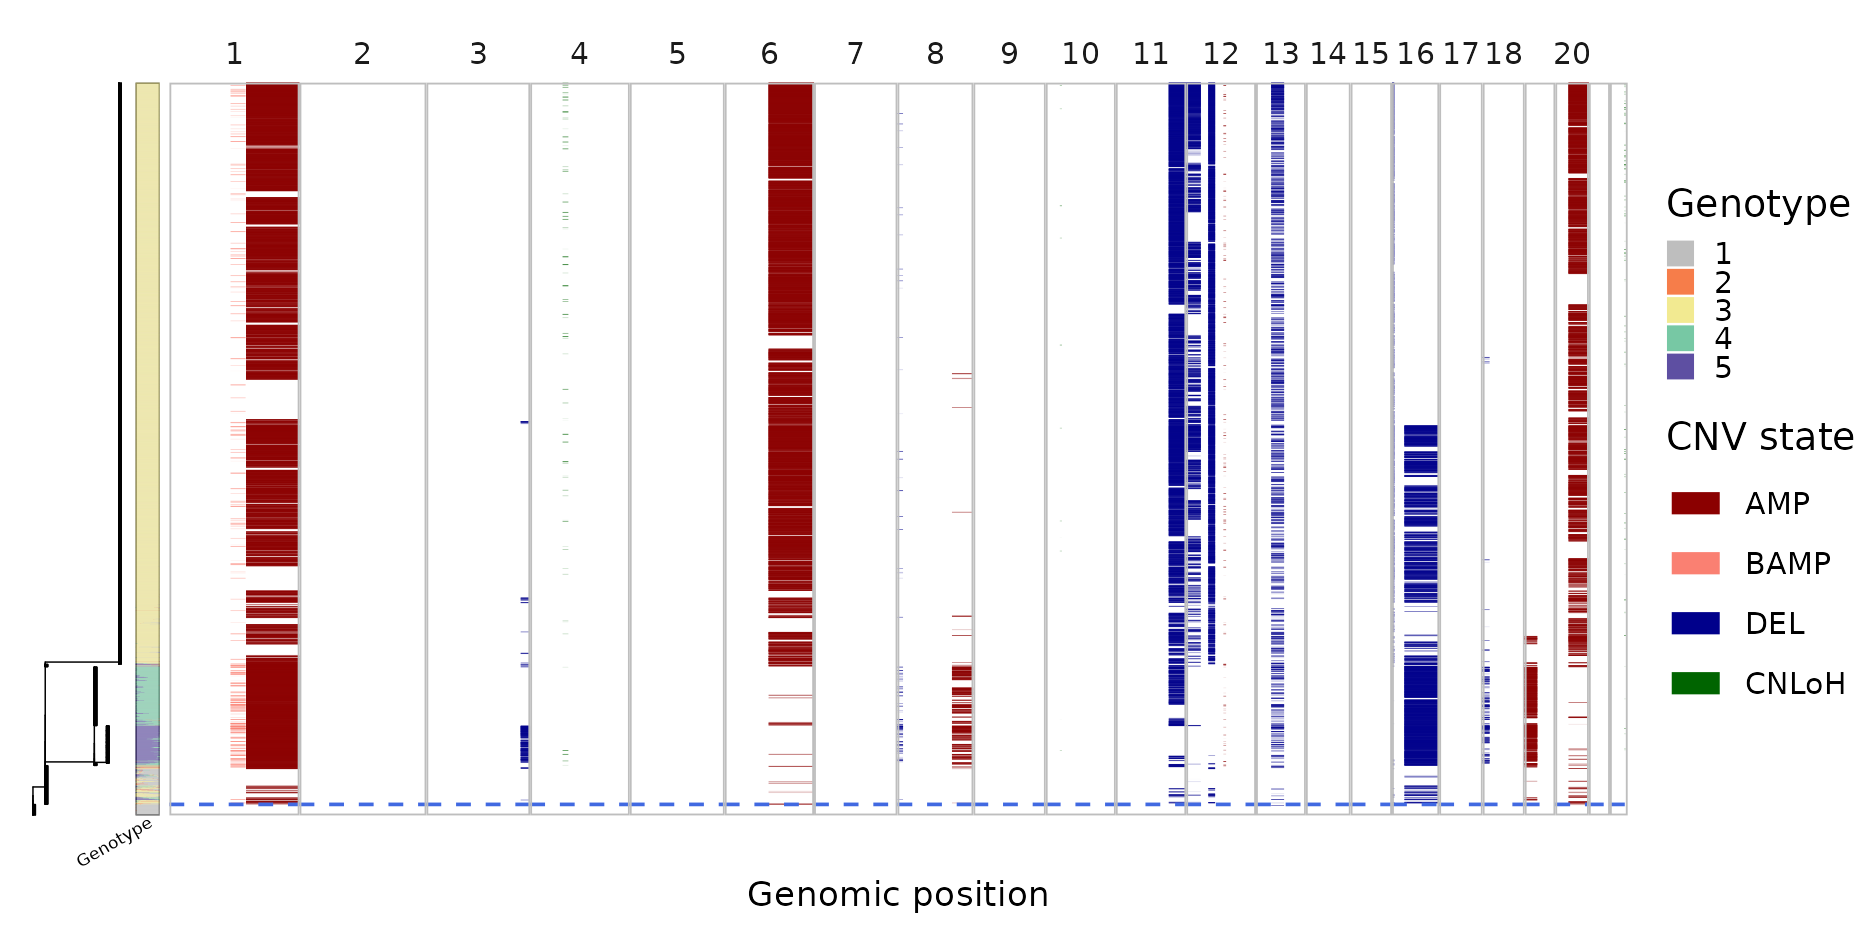 1 2 3 4 5 6 7 8 9 10 11 12 13 14 15 16 17 18 20
Genotype
1
2
3
4
5
CNV state
AMP
BAMP
DEL
CNLoH
Genotype
Genomic position